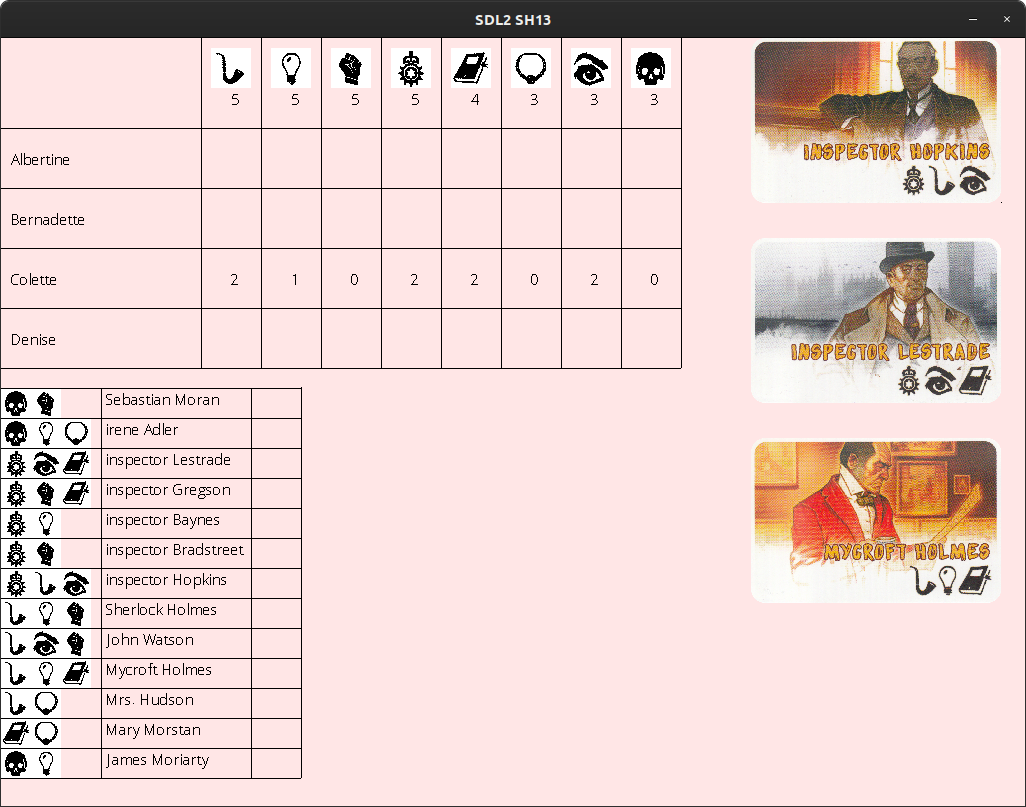 SDL2 SH13
5 5 5 5 4 3 3 3
Albertine
Bernadette
Colette 2 1 0 2 2 0 2 0
Denise
Sebastian Moran
irene Adler
inspector Lestrade
inspector Gregson
inspector Baynes
inspector Bradstreet
inspector Hopkins
Sherlock Holmes
John Watson
Mycroft Holmes
Mrs. Hudson
Mary Morstan
James Moriarty
INSPECTOR HOPKINS
INSPECTOR LESTRADE
MYCROFT HOLMES